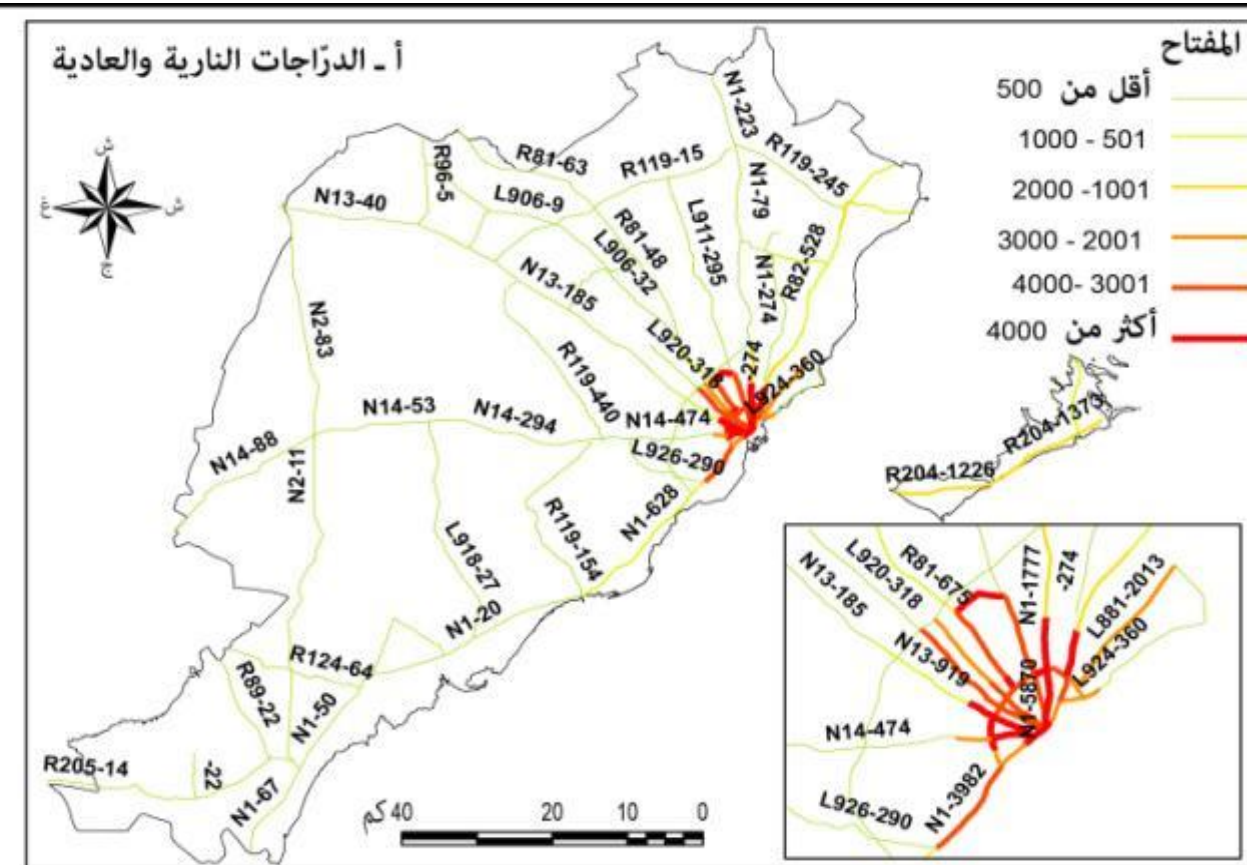 أ ـ الدرّاجات النارية والعادية
المفتاح
أقل من 500
1000 - 501
2000 -1001
3000 - 2001
4000- 3001
أكثر من 4000
ش
غ
ش
ج
N1-223
R119-245
R81-63
R119-15
R96-5
L906-9
N13-40
N1-79
L911-295
R81-48
L906-32
R82-528
N1-274
N13-185
N2-83
L920-318
-274
L924-360
R119-440
N14-53
N14-294
N14-474
N14-88
L926-290
N2-11
N1-628
R119-154
L918-27
N1-20
R124-64
R89-22
N1-50
R205-14
-22
N1-67
R204-1373
R204-1226
40 كم
20
10
0
R81-675
L920-318
N13-185
N1-1777
-274
L881-2013
L924-360
N13-919
N1-5870
N14-474
N1-3982
L926-290